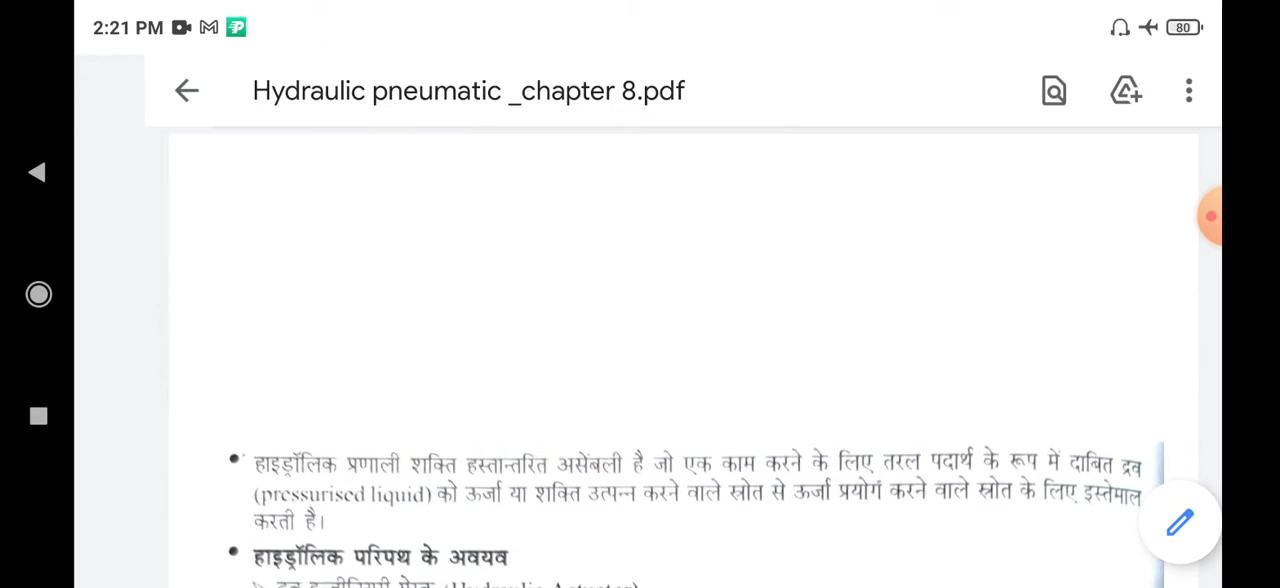 2:21 PM
80
Hydraulic pneumatic _chapter 8.pdf
हाइड्रॉलिक प्रणाली शक्ति हस्तान्तरित असेंबली है जो एक काम करने के लिए तरल पदार्थ के रूप में दाबित द्रव
(pressurised liquid) को ऊर्जा या शक्ति उत्पन्न करने वाले स्रोत से ऊर्जा प्रयोग करने वाले स्रोत के लिए इस्तेमाल
करती है।
हाइड्रॉलिक परिपथ के अवयव